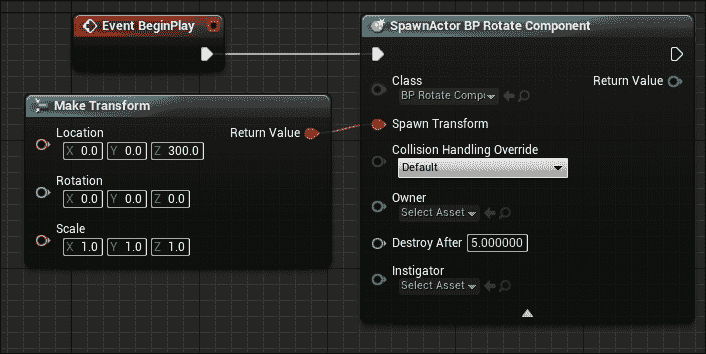 Event BeginPlay
SpawnActor BP Rotate Component
Class
BP Rotate Compo
Return Value
Make Transform
Location
Return Value
X 0.0 Y 0.0 Z 300.0
Spawn Transform
Collision Handling Override
Default
Rotation
X 0.0 Y 0.0 Z 0.0
Owner
Select Asset
Scale
X 1.0 Y 1.0 Z 1.0
Destroy After 5.000000
Instigator
Select Asset